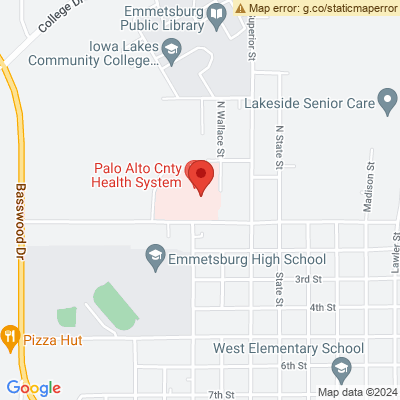 Map error: g.co/staticmaperror
College Dr
Emmetsburg
Public Library
Superior St
Iowa Lakes
Community College...
N Wallace St
Lakeside Senior Care
N State St
Madison St
Palo Alto Cnty
Health System
Basswood Dr
Emmetsburg High School
Lawler St
State St
3rd St
4th St
Pizza Hut
West Elementary School
6th St
7th St
Google
Map data ©2024